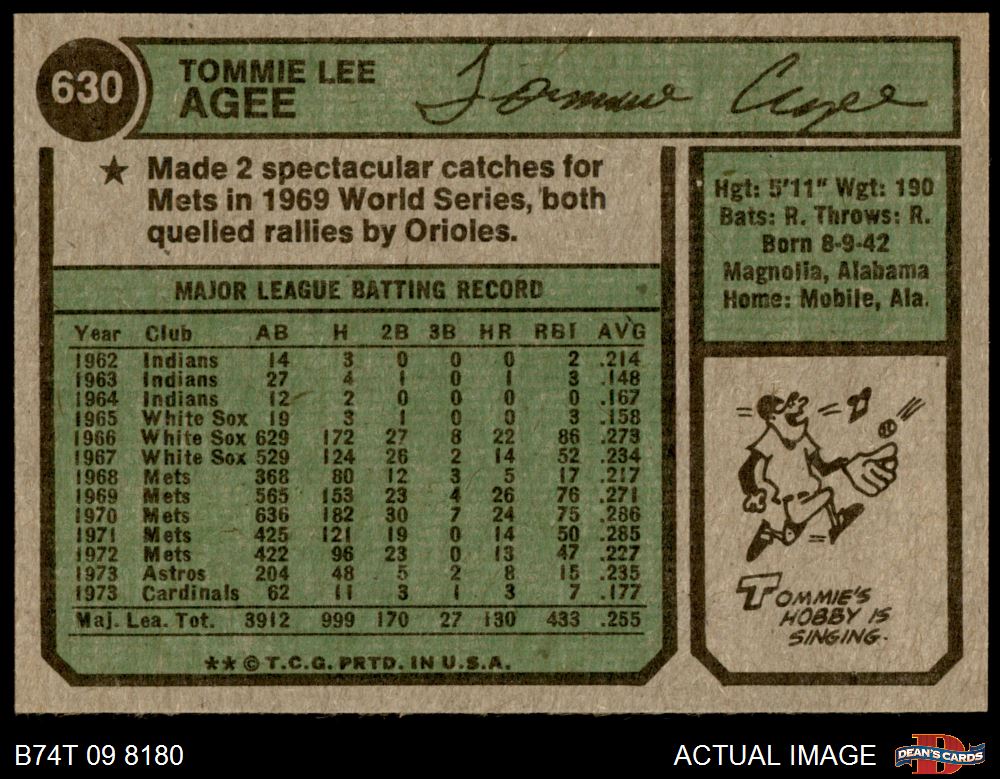 630
TOMMIE LEE
AGEE
Tommie Agee
★ Made 2 spectacular catches for
Mets in 1969 World Series, both
quelled rallies by Orioles.
MAJOR LEAGUE BATTING RECORD
Year Club AB H 2B 3B HR RBI AVG
1962 Indians 14 3 0 0 0 2 .214
1963 Indians 27 4 1 0 1 3 .148
1964 Indians 12 2 0 0 0 0 .167
1965 White Sox 19 3 1 0 0 3 .158
1966 White Sox 629 172 27 8 22 86 .273
1967 White Sox 529 124 26 2 14 52 .234
1968 Mets 368 80 12 3 5 17 .217
1969 Mets 565 153 23 4 26 76 .271
1970 Mets 636 182 30 7 24 75 .286
1971 Mets 425 121 19 0 14 50 .285
1972 Mets 422 96 23 0 13 47 .227
1973 Astros 204 48 5 2 8 15 .235
1973 Cardinals 62 11 3 1 3 7 .177
Maj. Lea. Tot. 3912 999 170 27 130 433 .255
★★ © T.C.G. PRTD. IN U.S.A.
Hgt: 5'11" Wgt: 190
Bats: R. Throws: R.
Born 8-9-42
Magnolia, Alabama
Home: Mobile, Ala.
TOMMIE'S
HOBBY IS
SINGING.
B74T 09 8180
ACTUAL IMAGE
DEAN'S CARDS